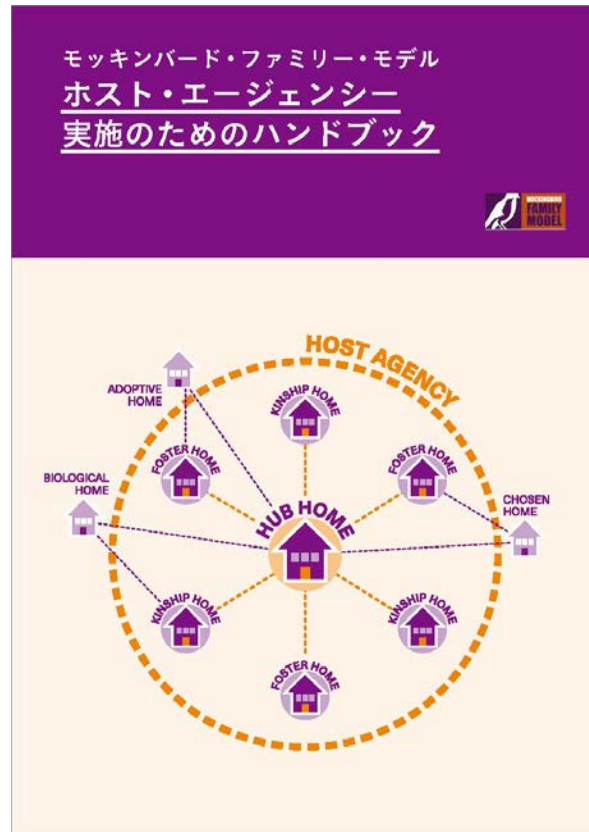 モッキンバード・ファミリー・モデル
ホスト・エージェンシー
実施のためのハンドブック
FAMILY
MODEL
HOST AGENCY
ADOPTIVE
HOME
KINSHIP HOME
FOSTER HOME
FOSTER HOME
BIOLOGICAL
HOME
HUB HOME
CHOSEN
HOME
KINSHIP HOME
KINSHIP HOME
FOSTER HOME